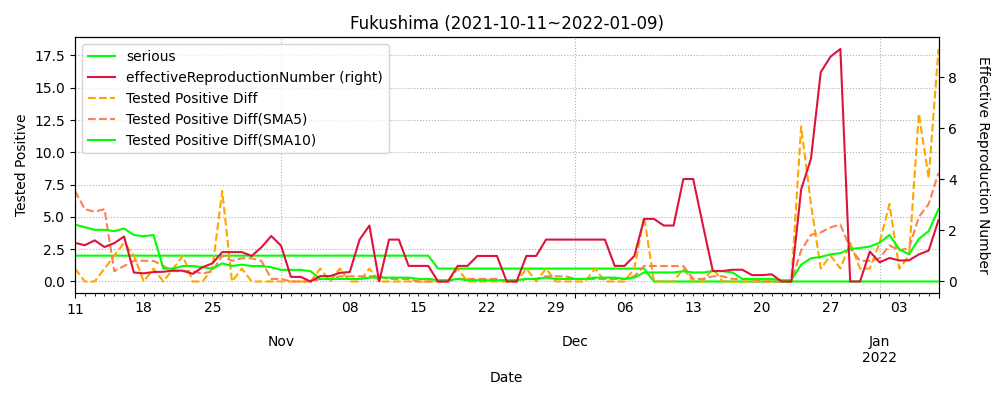 Fukushima (2021-10-11~2022-01-09)
serious
effectiveReproductionNumber (right)
Tested Positive Diff
Tested Positive Diff(SMA5)
Tested Positive Diff(SMA10)
Tested Positive
17.5
15.0
12.5
10.0
7.5
5.0
2.5
0.0
Effective Reproduction Number
8
6
4
2
0
11 18 25 08 15 22 29 06 13 20 27 03
Nov Dec Jan
2022
Date